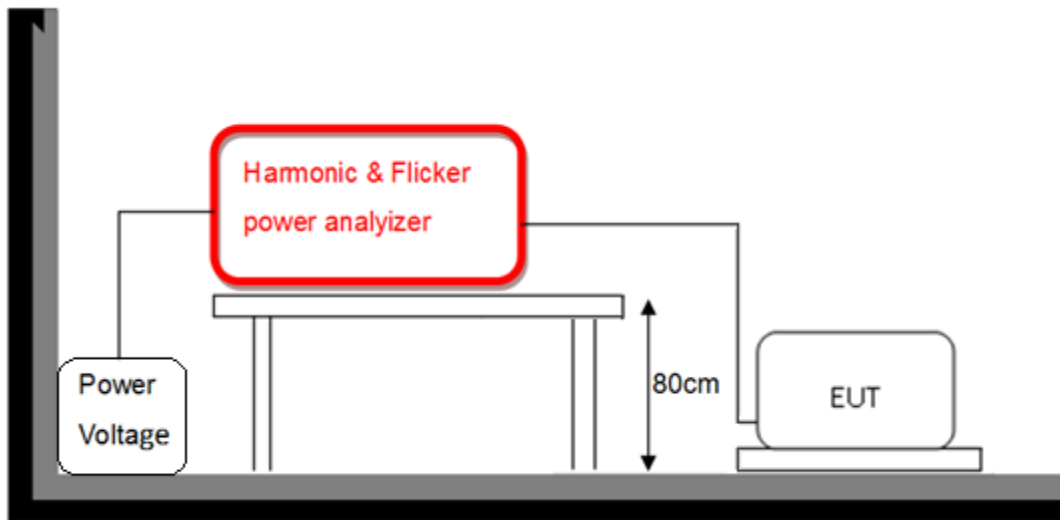 Harmonic & Flicker
power analyizer
Power
Voltage
80cm
EUT